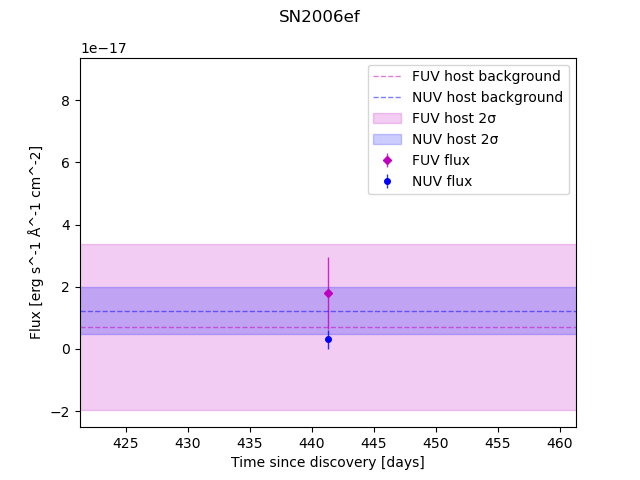 SN2006ef
1e−17
8
6
4
2
0
−2
Flux [erg s^-1 Å^-1 cm^-2]
FUV host background
NUV host background
FUV host 2σ
NUV host 2σ
FUV flux
NUV flux
425 430 435 440 445 450 455 460
Time since discovery [days]